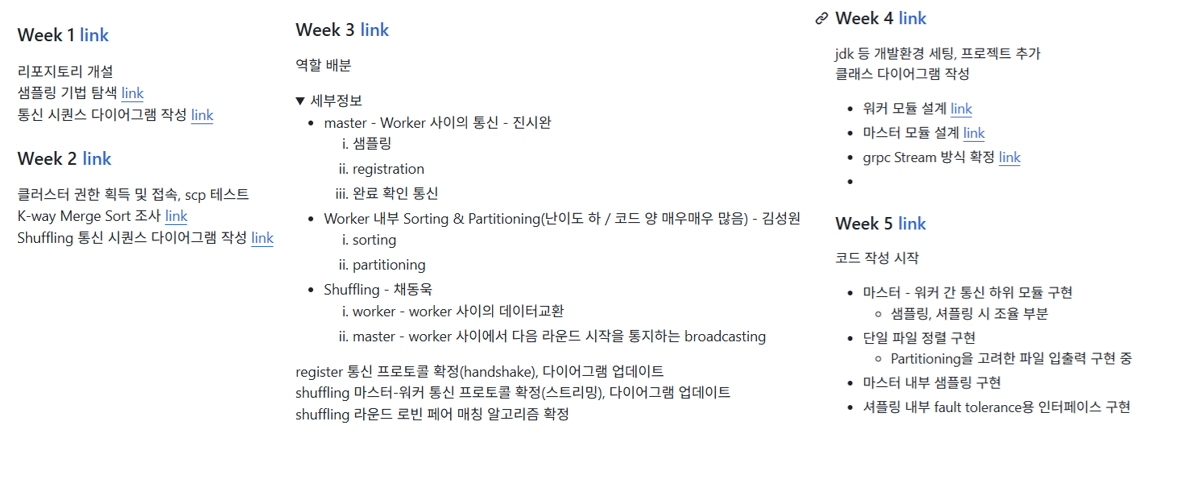 Week 1 link
리포지토리 개설
샘플링 기법 탐색 link
통신 시퀀스 다이어그램 작성 link
Week 2 link
클러스터 권한 획득 및 접속, scp 테스트
K-way Merge Sort 조사 link
Shuffling 통신 시퀀스 다이어그램 작성 link
Week 3 link
역할 배분
▼ 세부정보
• master - Worker 사이의 통신 - 진시완
i. 샘플링
ii. registration
iii. 완료 확인 통신
• Worker 내부 Sorting & Partitioning(난이도 하 / 코드 양 매우매우 많음) - 김성원
i. sorting
ii. partitioning
• Shuffling - 채동욱
i. worker - worker 사이의 데이터교환
ii. master - worker 사이에서 다음 라운드 시작을 통지하는 broadcasting
register 통신 프로토콜 확정(handshake), 다이어그램 업데이트
shuffling 마스터-워커 통신 프로토콜 확정(스트리밍), 다이어그램 업데이트
shuffling 라운드 로빈 페어 매칭 알고리즘 확정
Week 4 link
jdk 등 개발환경 세팅, 프로젝트 추가
클래스 다이어그램 작성
• 워커 모듈 설계 link
• 마스터 모듈 설계 link
• grpc Stream 방식 확정 link
•
Week 5 link
코드 작성 시작
• 마스터 - 워커 간 통신 하위 모듈 구현
◦ 샘플링, 셔플링 시 조율 부분
• 단일 파일 정렬 구현
◦ Partitioning을 고려한 파일 입출력 구현 중
• 마스터 내부 샘플링 구현
• 셔플링 내부 fault tolerance용 인터페이스 구현